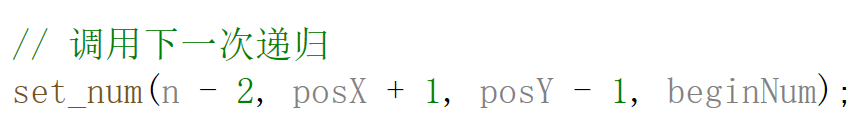 // 调用下一次递归
set_num(n - 2, posX + 1, posY - 1, beginNum);